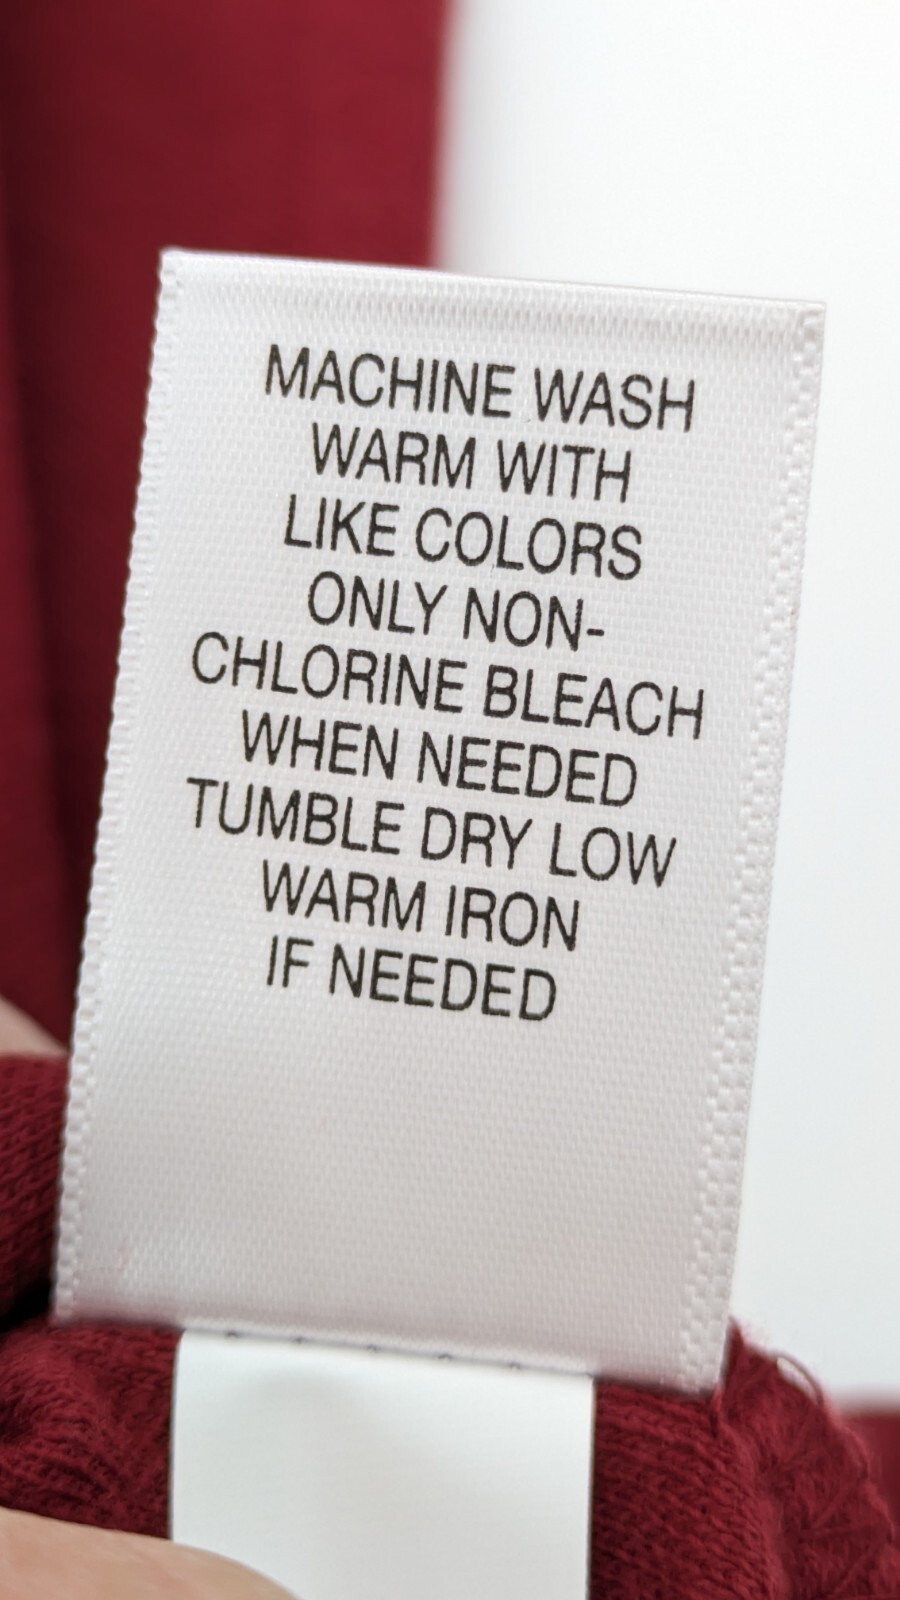 MACHINE WASH
WARM WITH
LIKE COLORS
ONLY NON-
CHLORINE BLEACH
WHEN NEEDED
TUMBLE DRY LOW
WARM IRON
IF NEEDED